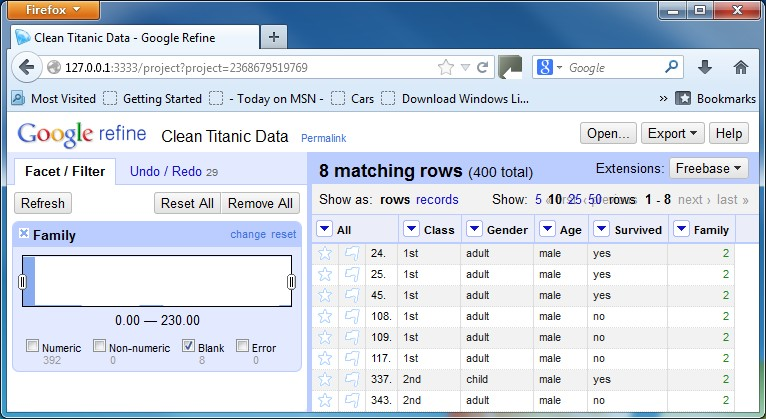 Firefox
Clean Titanic Data - Google Refine
127.0.0.1:3333/project?project=2368679519769
Google
Most Visited Getting Started - Today on MSN - Cars Download Windows Li... » Bookmarks
Google refine Clean Titanic Data Permalink
Open... Export Help
Facet / Filter Undo / Redo 29
Refresh Reset All Remove All
Family change reset
0.00 — 230.00
Numeric Non-numeric Blank Error
392 0 8 0
8 matching rows (400 total) Extensions: Freebase
Show as: rows records Show: 5 10 25 50 rows 1 - 8 next › last »
All Class Gender Age Survived Family
24. 1st adult male yes 2
25. 1st adult male yes 2
45. 1st adult male yes 2
108. 1st adult male no 2
109. 1st adult male no 2
117. 1st adult male no 2
337. 2nd child male yes 2
343. 2nd adult male no 2